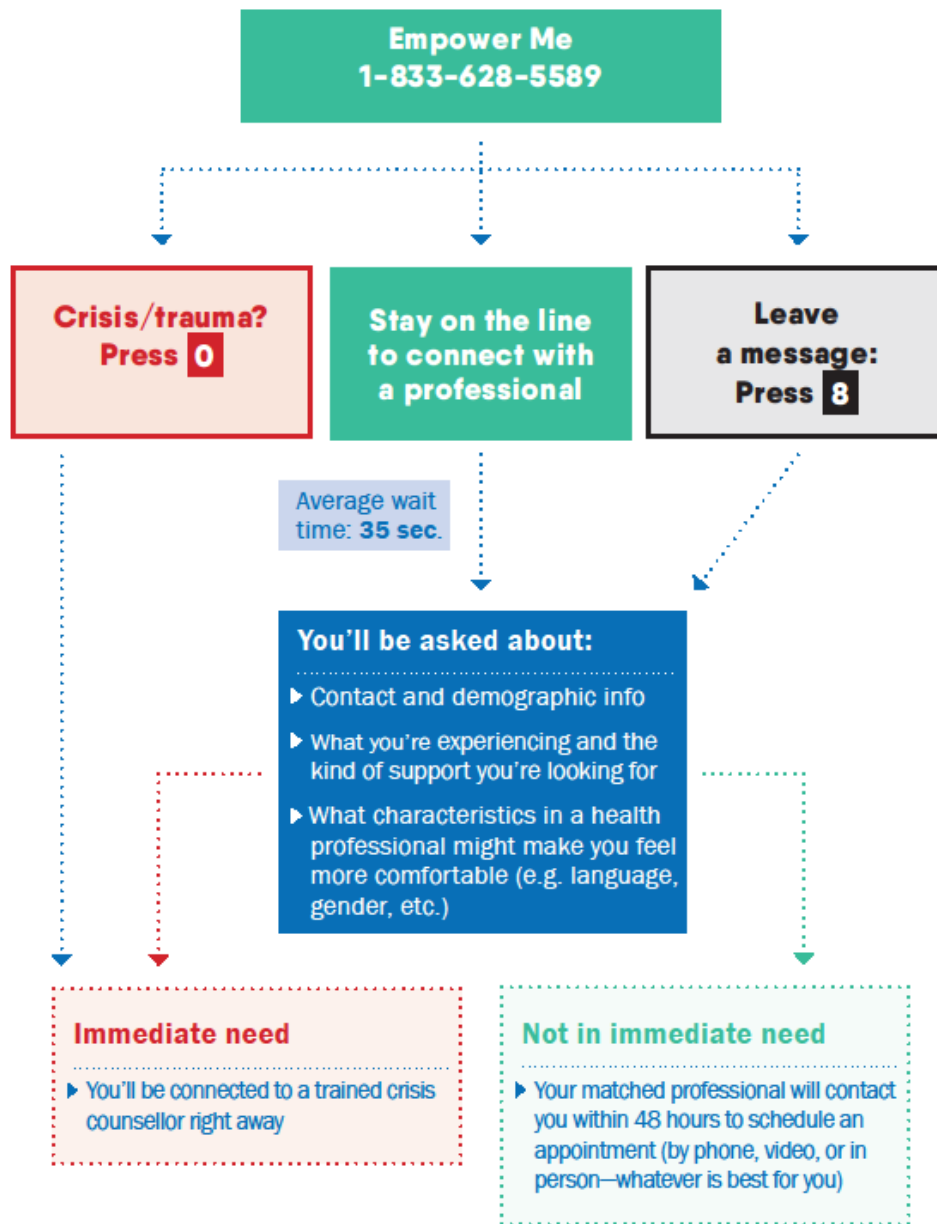 Empower Me
1-833-628-5589
Crisis/trauma?
Press 0
Stay on the line
to connect with
a professional
Leave
a message:
Press 8
Average wait
time: 35 sec.
You'll be asked about:
Contact and demographic info
What you're experiencing and the
kind of support you're looking for
What characteristics in a health
professional might make you feel
more comfortable (e.g. language,
gender, etc.)
Immediate need
You'll be connected to a trained crisis
counsellor right away
Not in immediate need
Your matched professional will contact
you within 48 hours to schedule an
appointment (by phone, video, or in
person—whatever is best for you)